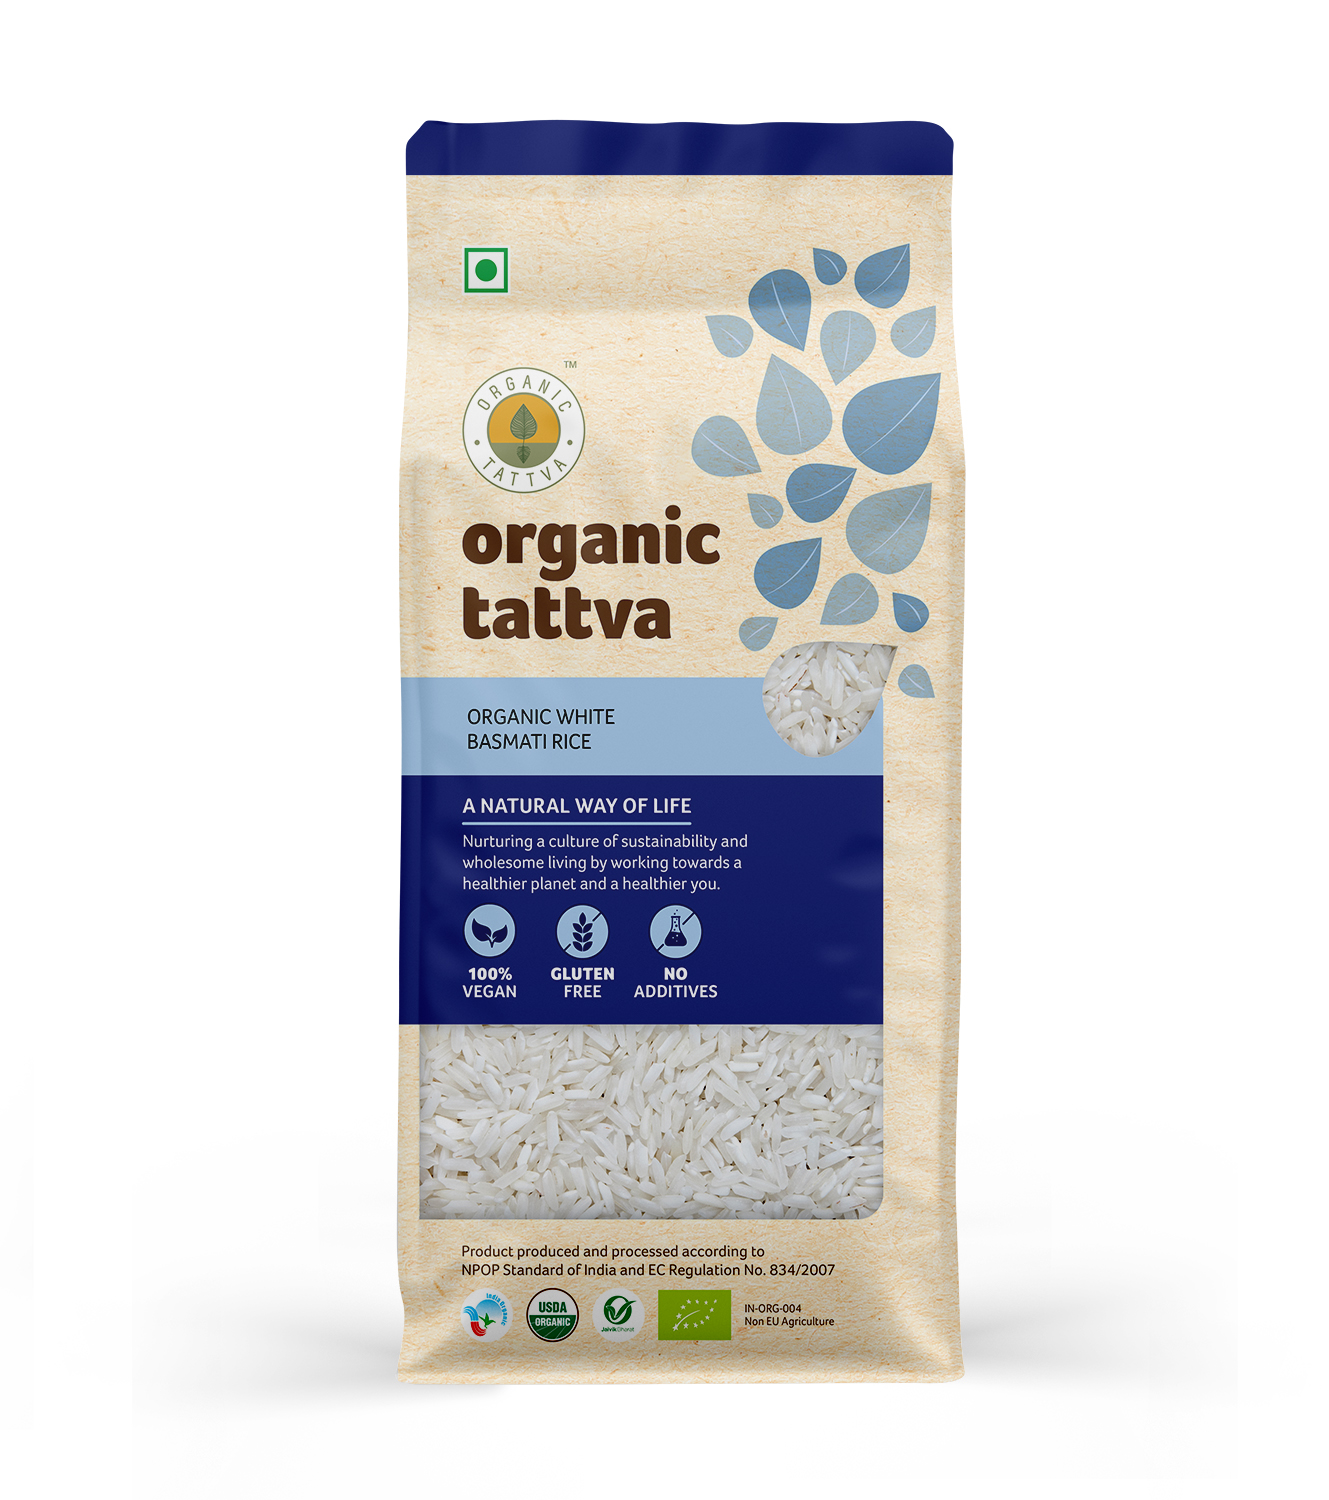 TM
ORGANIC
TATTVA
organic
tattva
ORGANIC WHITE
BASMATI RICE
A NATURAL WAY OF LIFE
Nurturing a culture of sustainability and
wholesome living by working towards a
healthier planet and a healthier you.
100%
VEGAN
GLUTEN
FREE
NO
ADDITIVES
Product produced and processed according to
NPOP Standard of India and EC Regulation No. 834/2007
India Organic
USDA
ORGANIC
JaivikBharat
IN-ORG-004
Non EU Agriculture